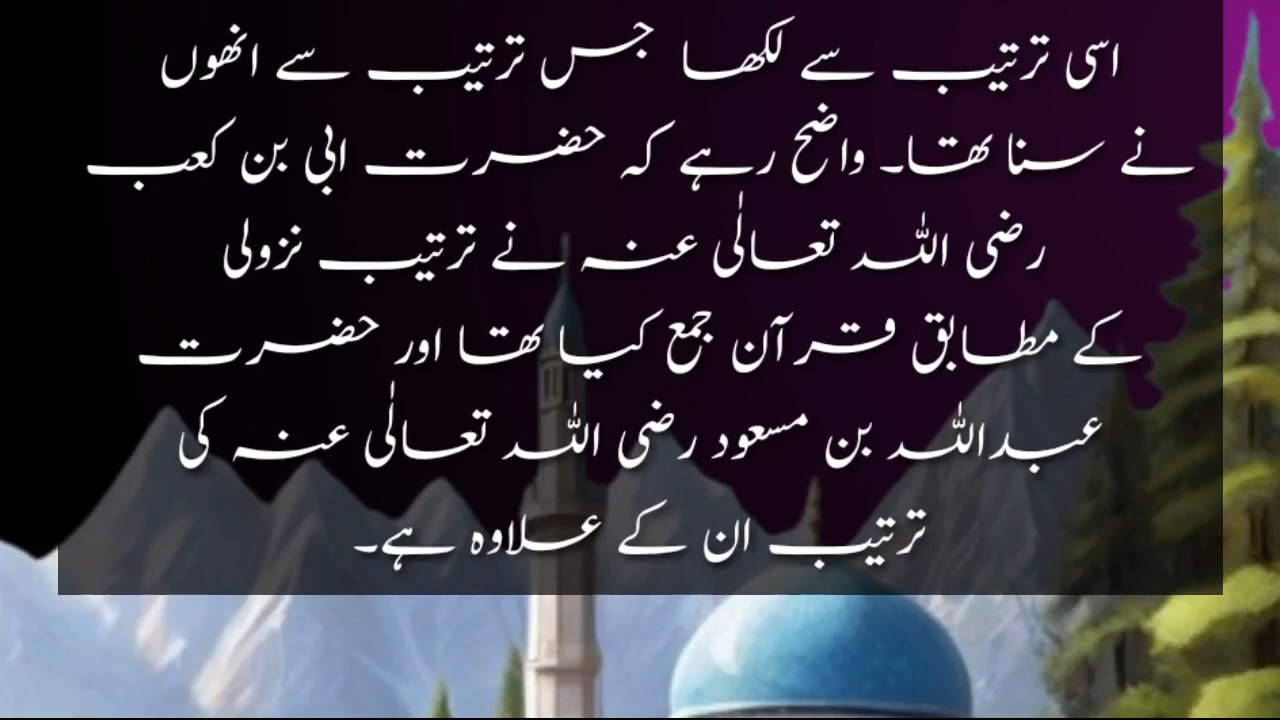 اسی ترتیب سے لکھا جس ترتیب سے انھوں
نے سنا تھا۔ واضح رہے کہ حضرت ابی بن کعب
رضی اللہ تعالٰی عنہ نے ترتیب نزولی
کے مطابق قرآن جمع کیا تھا اور حضرت
عبداللہ بن مسعود رضی اللہ تعالٰی عنہ کی
ترتیب ان کے علاوہ ہے۔